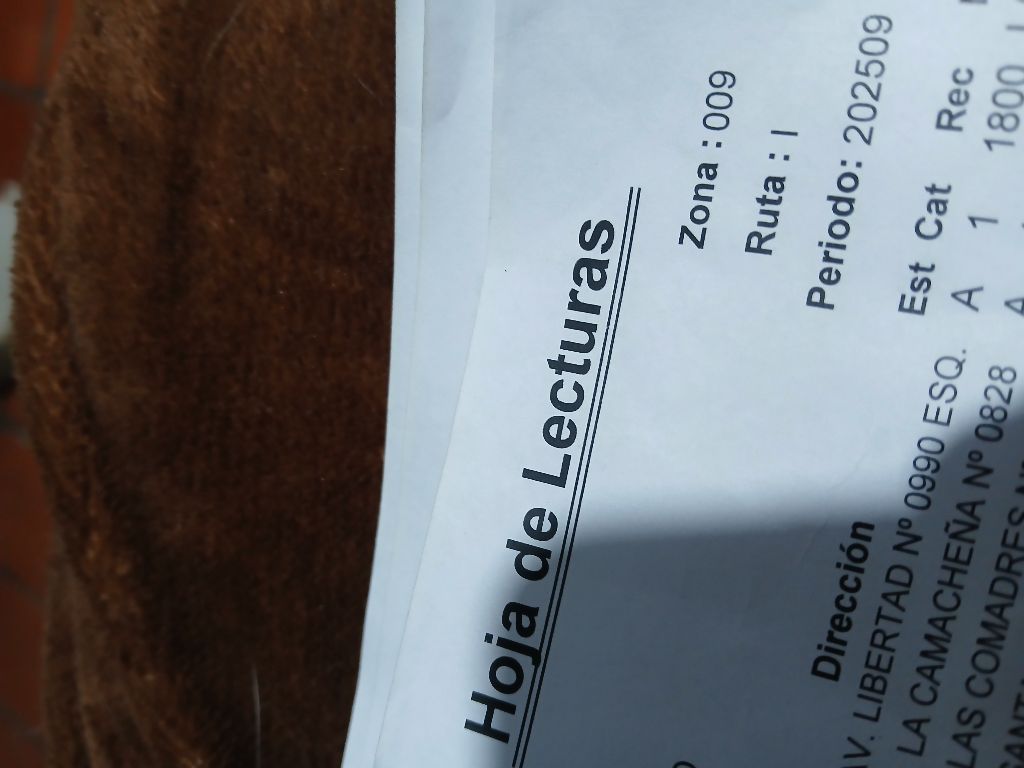 Hoja de Lecturas
Zona : 009
Ruta : I
Periodo: 202509
Dirección Est Cat Rec
AV. LIBERTAD Nº 0990 ESQ. A 1 1800
LA CAMACHEÑA Nº 0828 A
LAS COMADRES